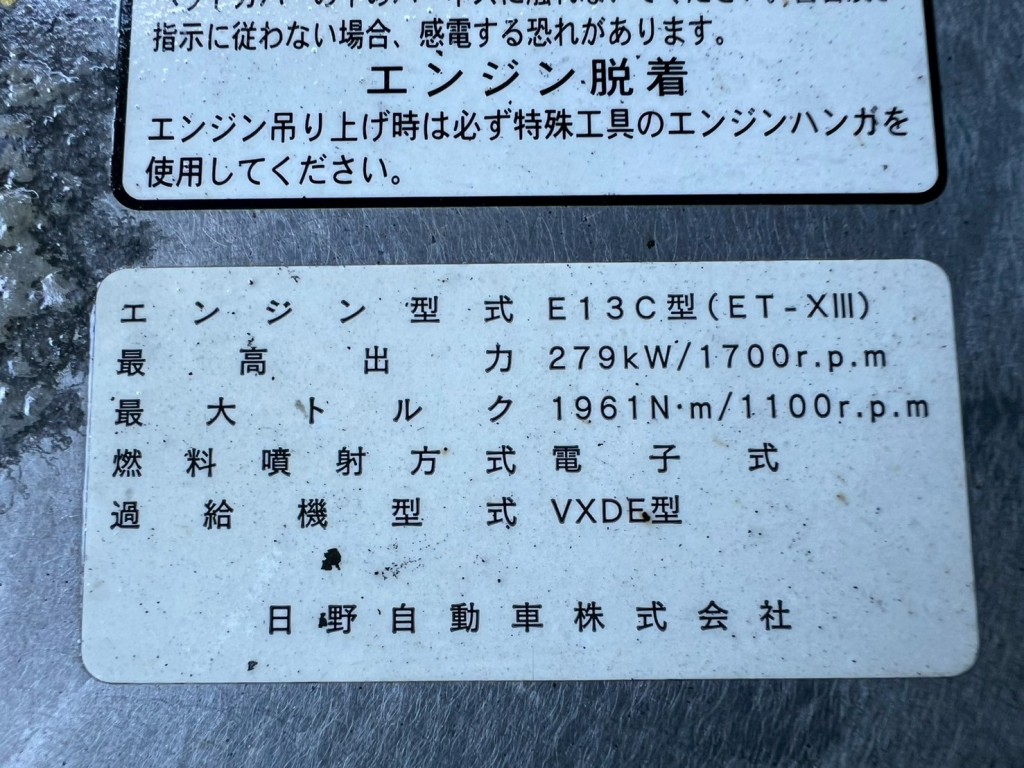 指示に従わない場合、感電する恐れがあります。
エンジン脱着
エンジン吊り上げ時は必ず特殊工具のエンジンハンガを
使用してください。
エンジン型式 E13C型(ET-XIII)
最高出力 279kW/1700r.p.m
最大トルク 1961N·m/1100r.p.m
燃料噴射方式 電子式
過給機型式 VXDE型
日野自動車株式会社